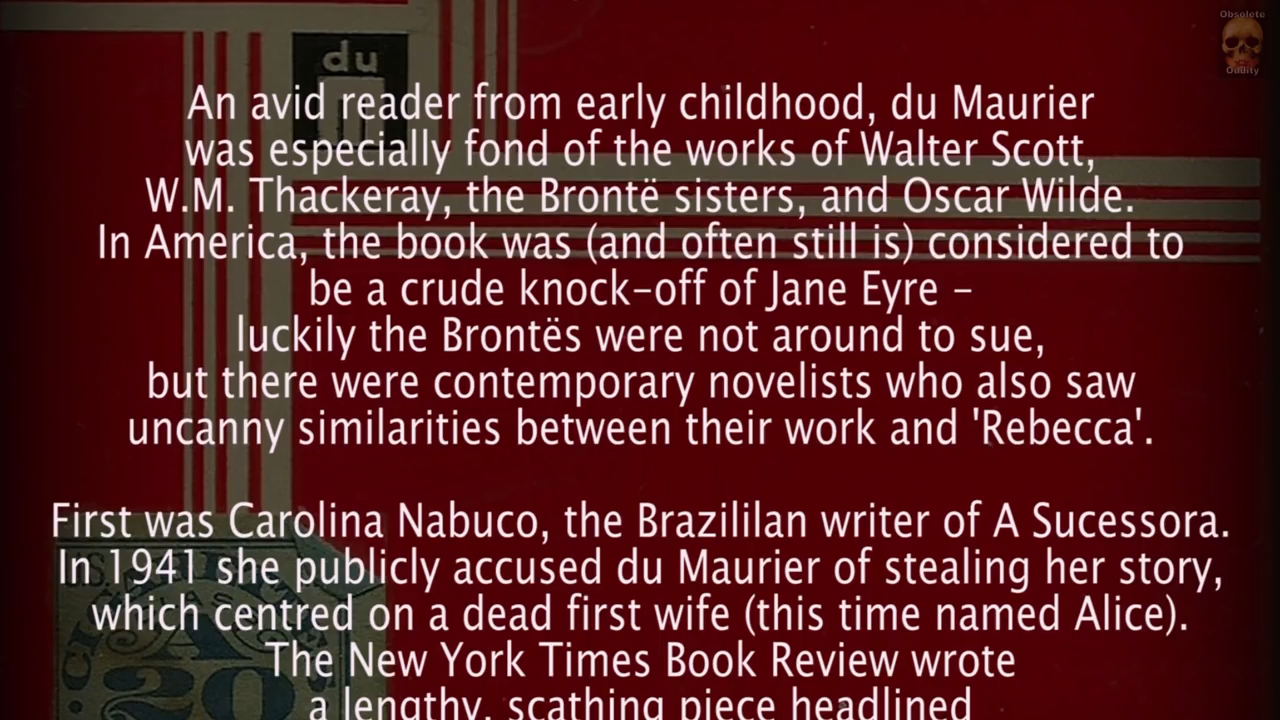 Obsolete
Oddity
du
An avid reader from early childhood, du Maurier
was especially fond of the works of Walter Scott,
W.M. Thackeray, the Brontë sisters, and Oscar Wilde.
In America, the book was (and often still is) considered to
be a crude knock-off of Jane Eyre –
luckily the Brontës were not around to sue,
but there were contemporary novelists who also saw
uncanny similarities between their work and 'Rebecca'.
First was Carolina Nabuco, the Brazililan writer of A Sucessora.
In 1941 she publicly accused du Maurier of stealing her story,
which centred on a dead first wife (this time named Alice).
The New York Times Book Review wrote
a lengthy, scathing piece headlined
20